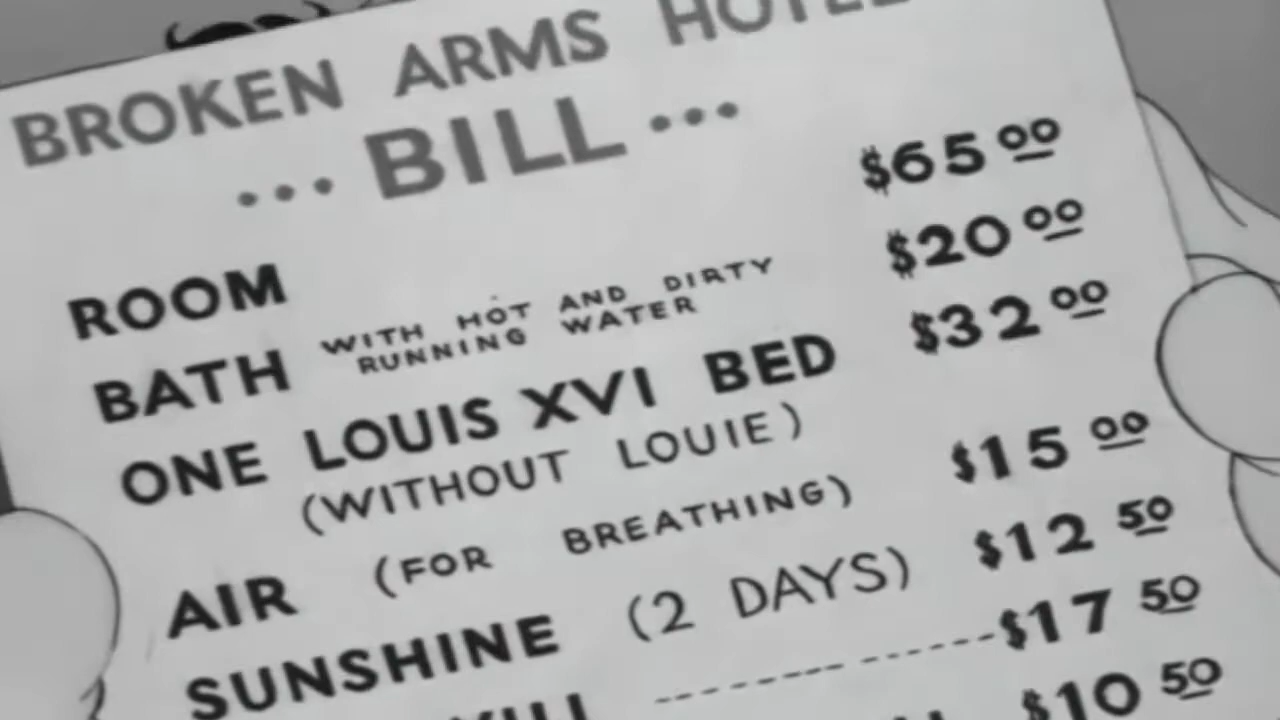 BROKEN ARMS HOTEL
... BILL ...
ROOM $65 00
BATH WITH HOT AND DIRTY RUNNING WATER $20 00
ONE LOUIS XVI BED $32 00
(WITHOUT LOUIE)
AIR (FOR BREATHING) $15 00
SUNSHINE (2 DAYS) $12 50
$17 50
$10 50